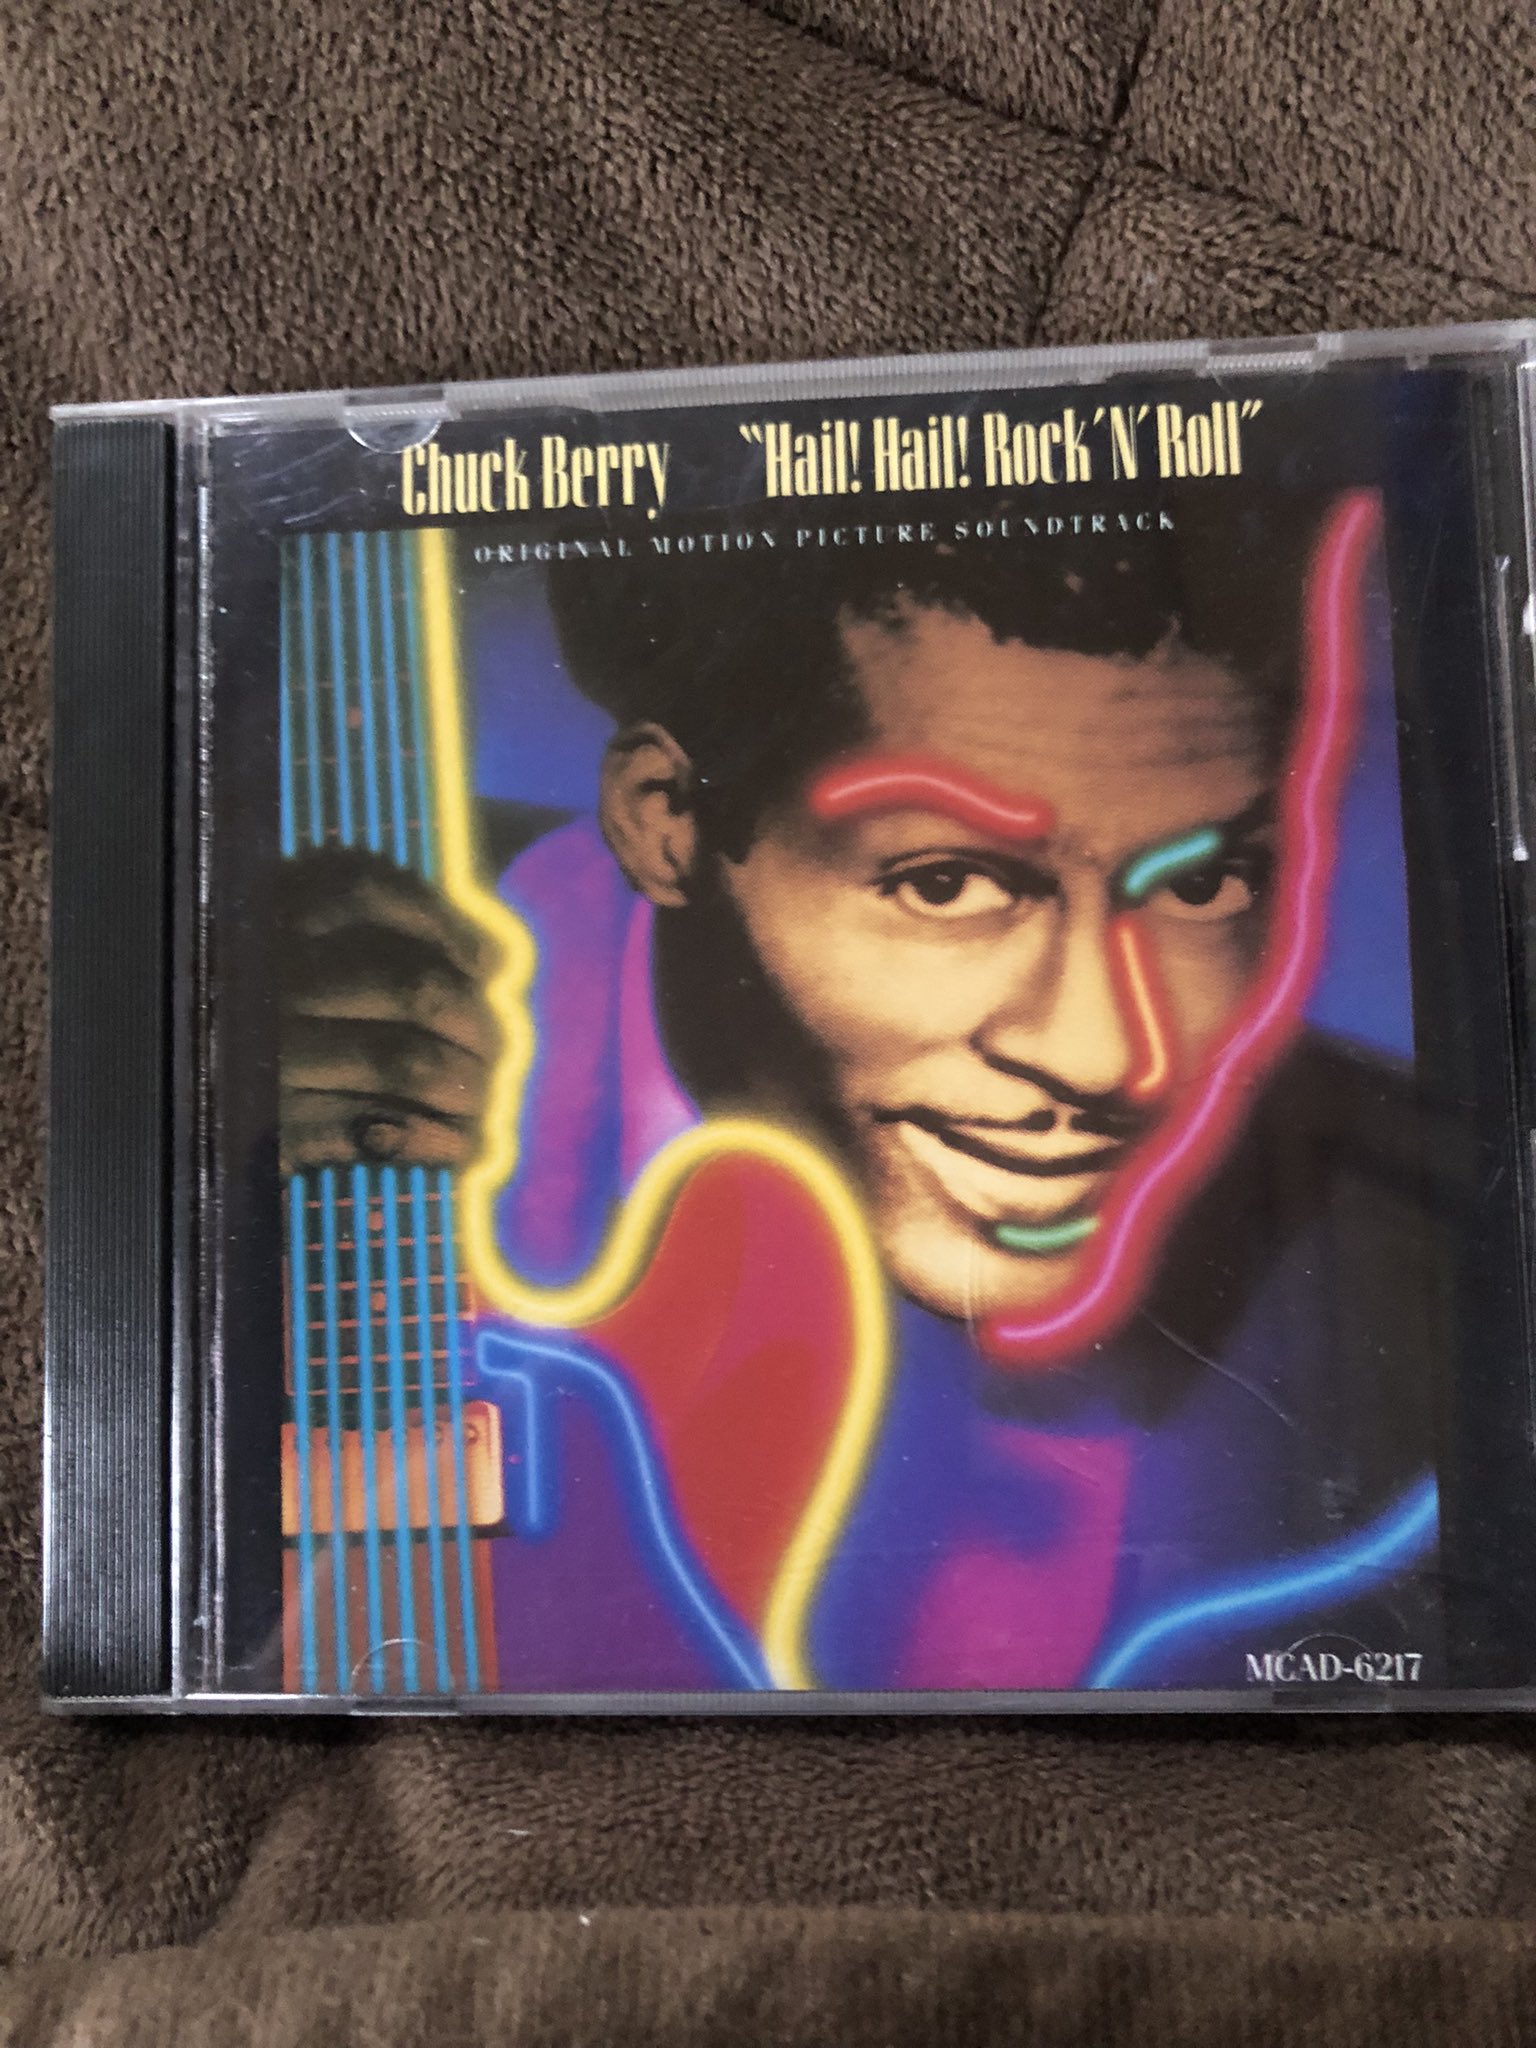 Chuck Berry "Hail! Hail! Rock 'N' Roll"
ORIGINAL MOTION PICTURE SOUNDTRACK
MCAD-6217